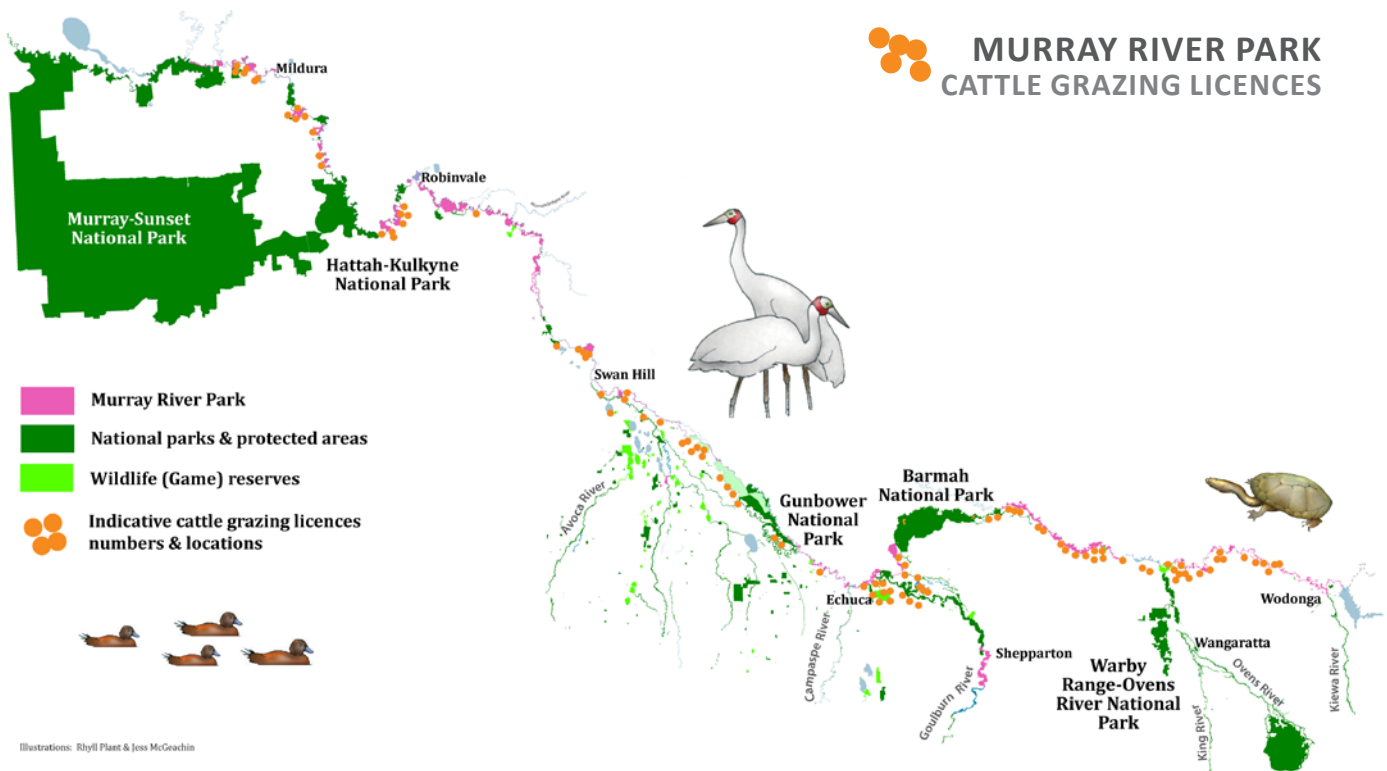 MURRAY RIVER PARK
CATTLE GRAZING LICENCES
Mildura
Robinvale
Murray-Sunset
National Park
Hattah-Kulkyne
National Park
Swan Hill
Murray River Park
National parks & protected areas
Wildlife (Game) reserves
Indicative cattle grazing licences
numbers & locations
Avoca River
Gunbower
National
Park
Barmah
National Park
Echuca
Campaspe River
Goulburn River
Shepparton
Warby
Range-Ovens
River National
Park
Wangaratta
Ovens River
King River
Wodonga
Kiewa River
Illustrations: Rhyll Plant & Jess McGeachin